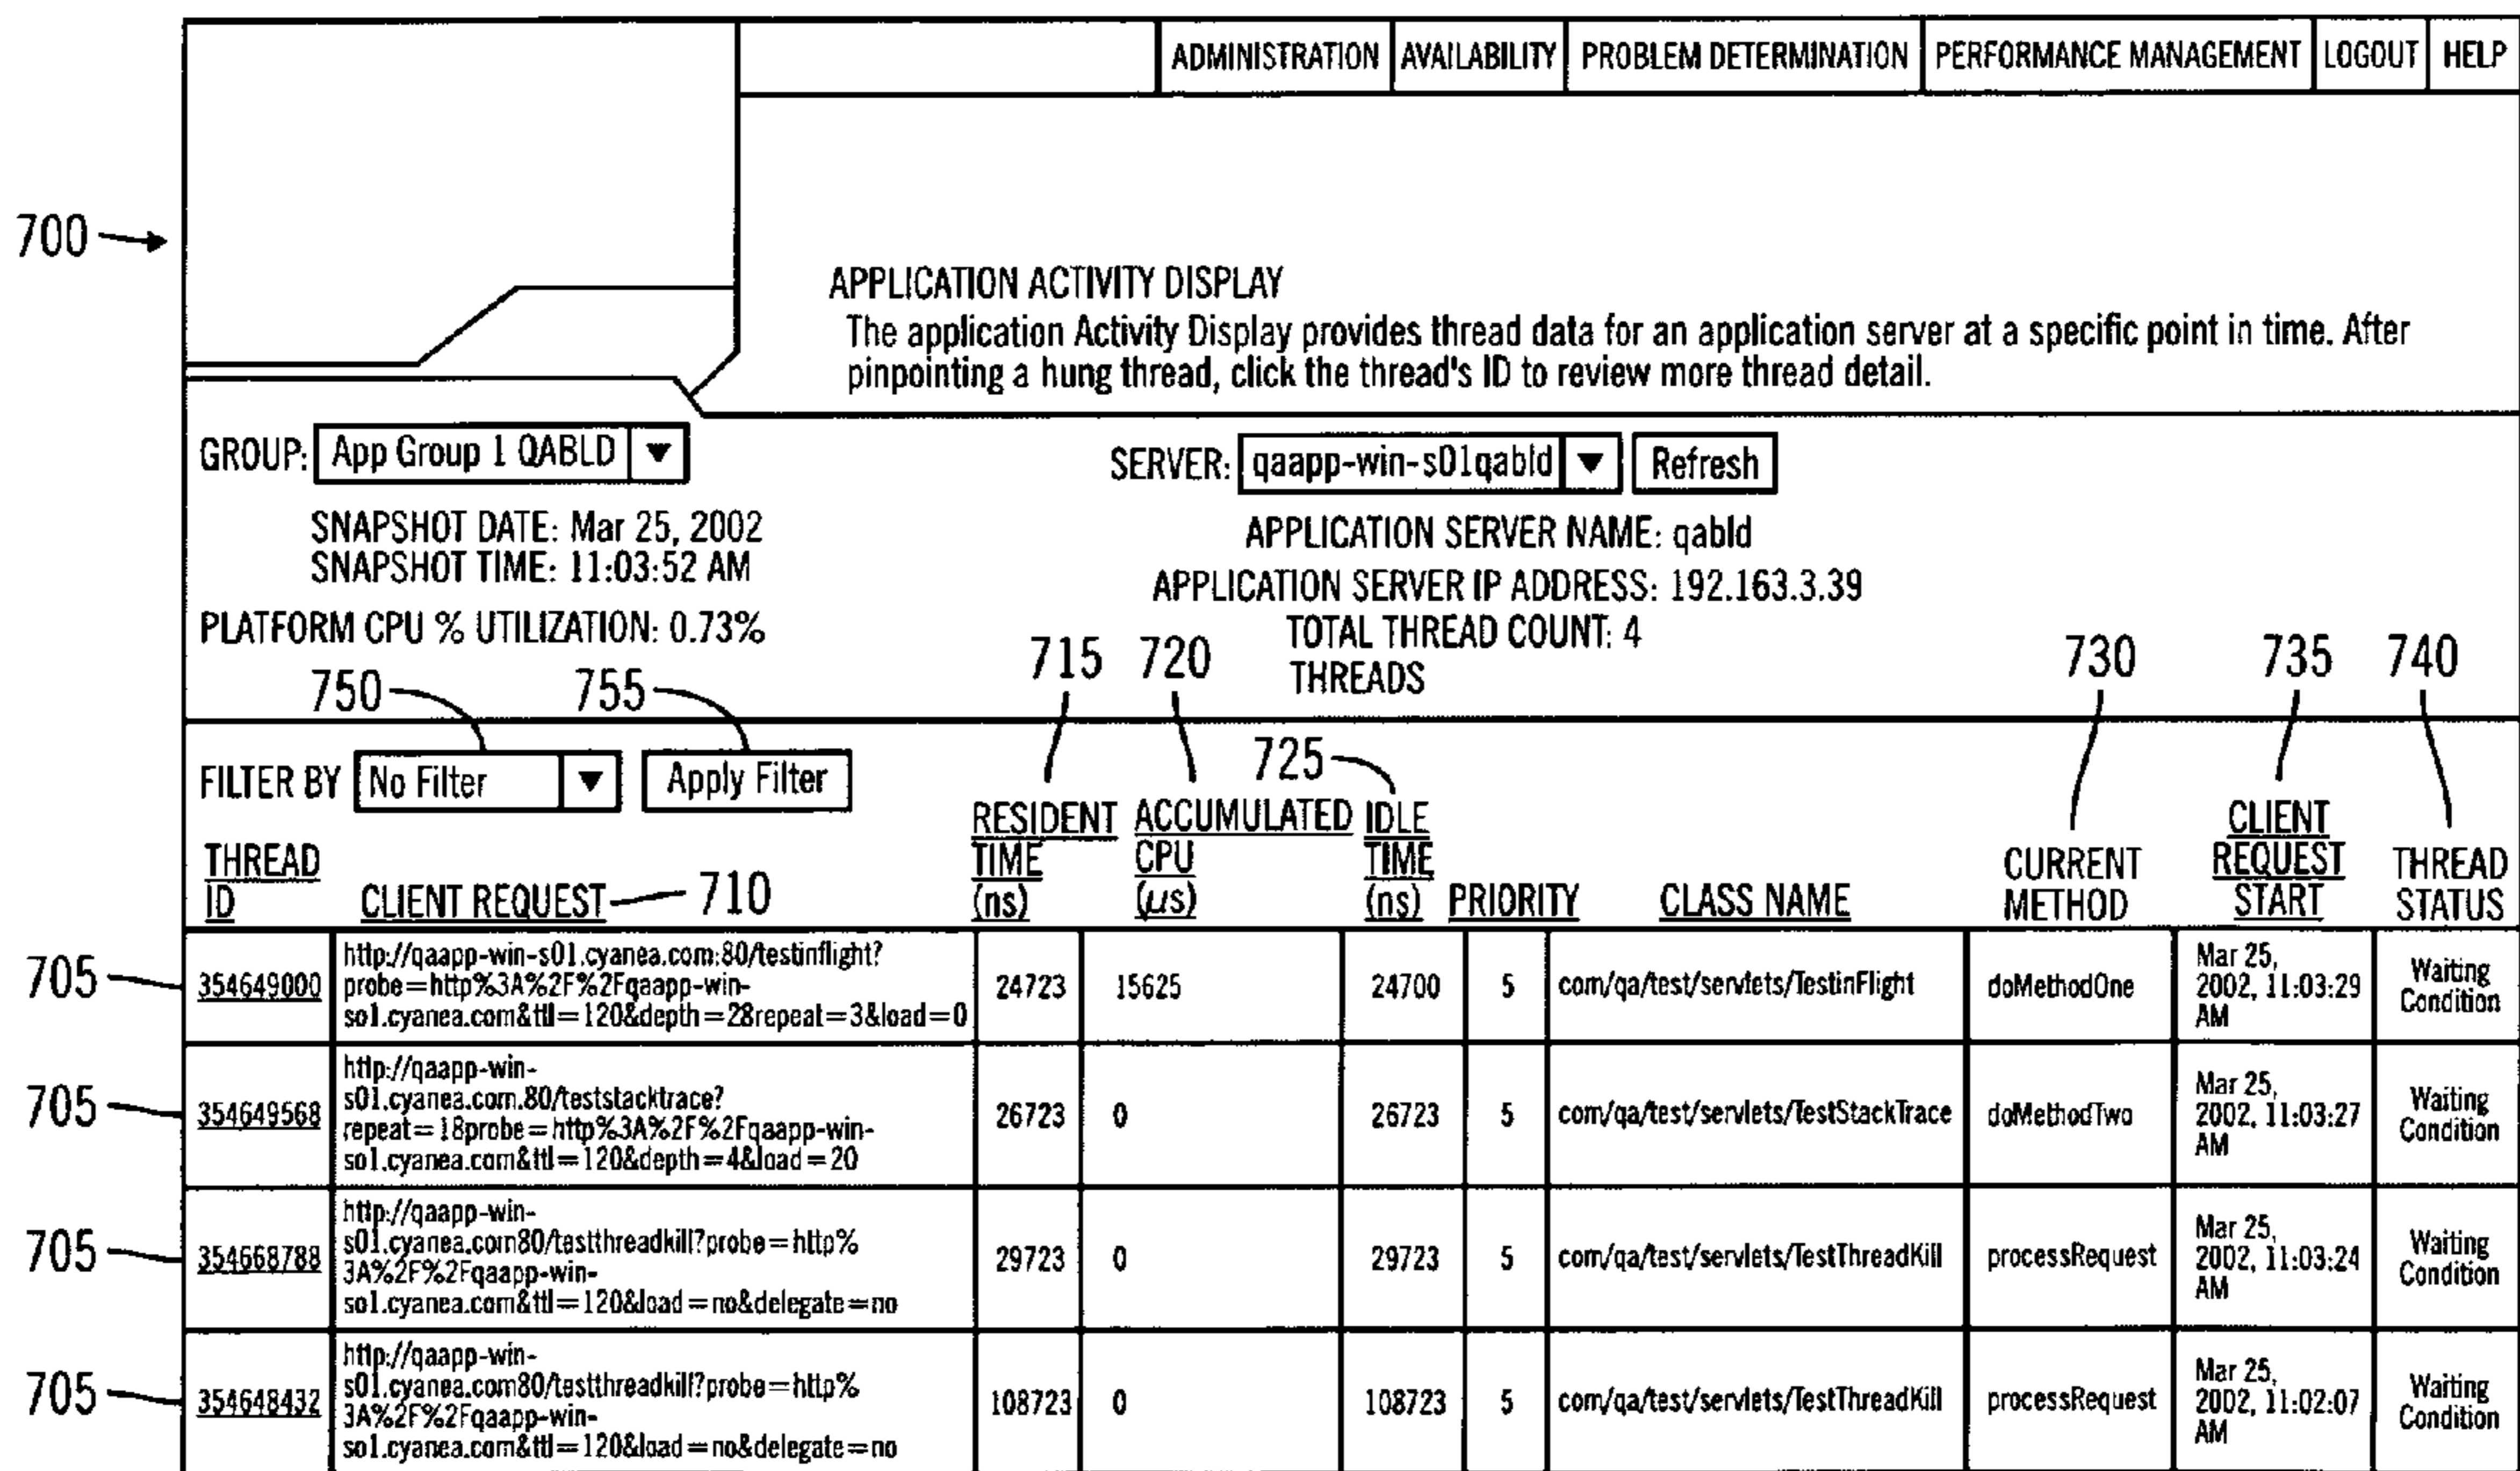 ADMINISTRATION AVAILABILITY PROBLEM DETERMINATION PERFORMANCE MANAGEMENT LOGOUT HELP
700
APPLICATION ACTIVITY DISPLAY
The application Activity Display provides thread data for an application server at a specific point in time. After
pinpointing a hung thread, click the thread's ID to review more thread detail.
GROUP: App Group 1 QABLD ▼ SERVER: qaapp-win-s01qabld ▼ Refresh
SNAPSHOT DATE: Mar 25, 2002
SNAPSHOT TIME: 11:03:52 AM
PLATFORM CPU % UTILIZATION: 0.73%
APPLICATION SERVER NAME: qabld
APPLICATION SERVER IP ADDRESS: 192.163.3.39
TOTAL THREAD COUNT: 4
THREADS
750 755 715 720 725 730 735 740
FILTER BY No Filter ▼ Apply Filter
THREAD
ID
CLIENT REQUEST 710
RESIDENT
TIME
(ns)
ACCUMULATED
CPU
(μs)
IDLE
TIME
(ns)
PRIORITY
CLASS NAME
CURRENT
METHOD
CLIENT
REQUEST
START
THREAD
STATUS
705
354649000
http://qaapp-win-s01.cyanea.com:80/testinflight?
probe=http%3A%2F%2Fqaapp-win-
so1.cyanea.com&ttl=120&depth=28repeat=3&load=0
24723
15625
24700
5
com/qa/test/servlets/TestinFlight
doMethodOne
Mar 25,
2002, 11:03:29
AM
Waiting
Condition
705
354649568
http://qaapp-win-
s01.cyanea.com.80/teststacktrace?
repeat=18probe=http%3A%2F%2Fqaapp-win-
so1.cyanea.com&ttl=120&depth=4&load=20
26723
0
26723
5
com/qa/test/servlets/TestStackTrace
doMethodTwo
Mar 25,
2002, 11:03:27
AM
Waiting
Condition
705
354668788
http://qaapp-win-
s01.cyanea.com80/testthreadkill?probe=http%
3A%2F%2Fqaapp-win-
so1.cyanea.com&ttl=120&load=no&delegate=no
29723
0
29723
5
com/qa/test/servlets/TestThreadKill
processRequest
Mar 25,
2002, 11:03:24
AM
Waiting
Condition
705
354648432
http://qaapp-win-
s01.cyanea.com80/testthreadkill?probe=http%
3A%2F%2Fqaapp-win-
so1.cyanea.com&ttl=120&load=no&delegate=no
108723
0
108723
5
com/qa/test/servlets/TestThreadKill
processRequest
Mar 25,
2002, 11:02:07
AM
Waiting
Condition